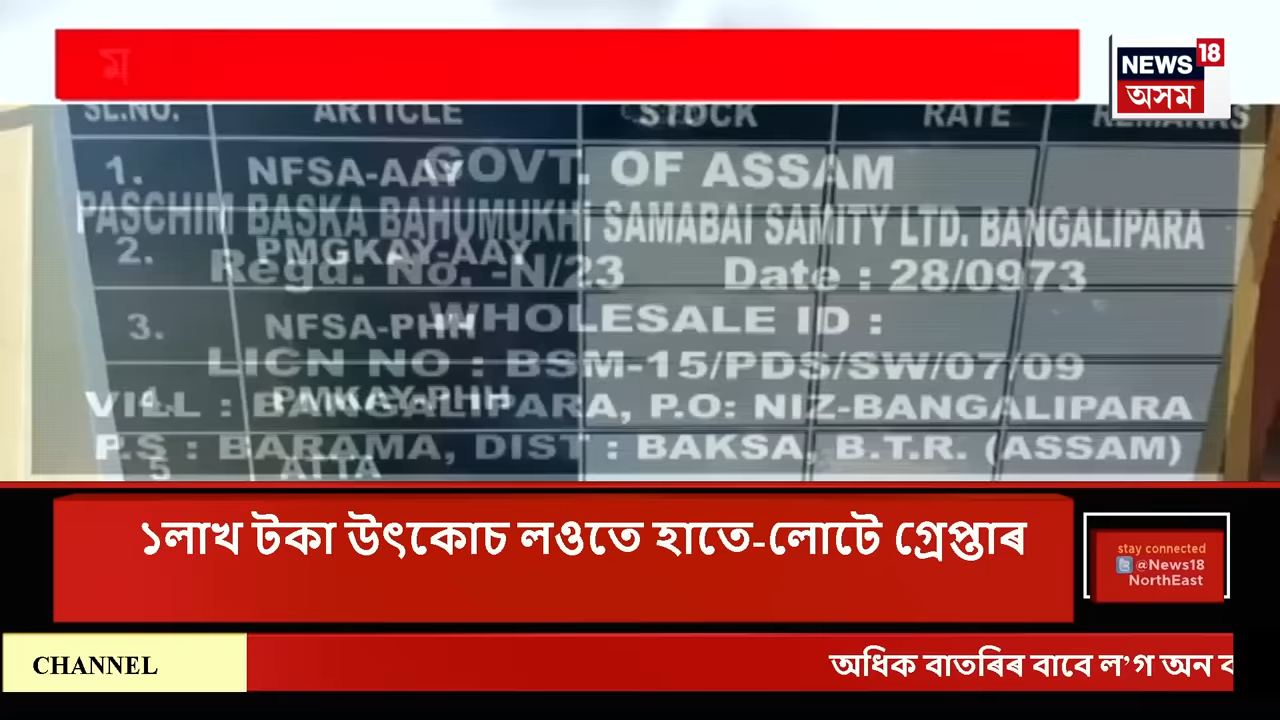 ম
NEWS 18
অসম
SL.NO. ARTICLE STOCK RATE REMARKS
1. NFSA-AAY
2. PMGKAY-AAY
3. NFSA-PHH
4. PMKAY-PHH
5 ATTA
GOVT. OF ASSAM
PASCHIM BASKA BAHUMUKHI SAMABAI SAMITY LTD. BANGALIPARA
Regd. No. -N/23 Date : 28/0973
WHOLESALE ID :
LICN NO : BSM-15/PDS/SW/07/09
VILL : BANGALIPARA, P.O: NIZ-BANGALIPARA
P.S : BARAMA, DIST : BAKSA, B.T.R. (ASSAM)
১লাখ টকা উৎকোচ লওতে হাতে-লোটে গ্ৰেপ্তাৰ
stay connected
@News18
NorthEast
CHANNEL
অধিক বাতৰিৰ বাবে ল’গ অন